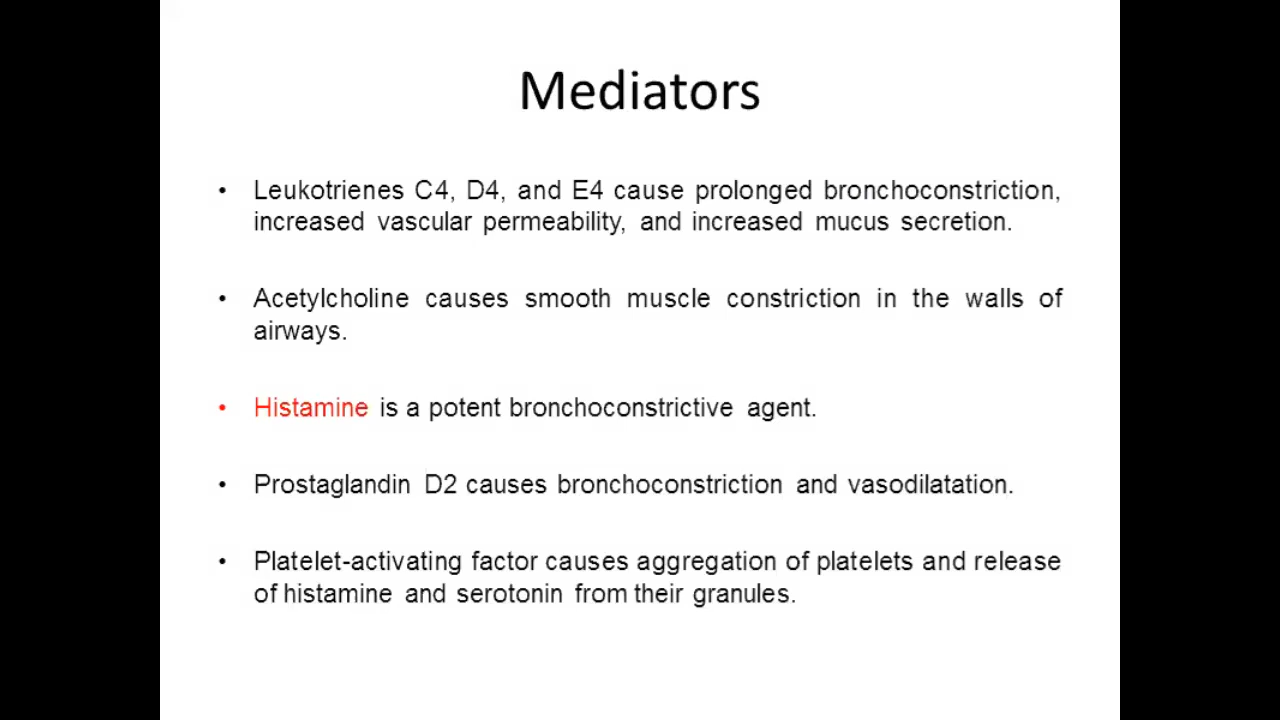 Mediators
• Leukotrienes C4, D4, and E4 cause prolonged bronchoconstriction,
increased vascular permeability, and increased mucus secretion.
• Acetylcholine causes smooth muscle constriction in the walls of
airways.
• Histamine is a potent bronchoconstrictive agent.
• Prostaglandin D2 causes bronchoconstriction and vasodilatation.
• Platelet-activating factor causes aggregation of platelets and release
of histamine and serotonin from their granules.